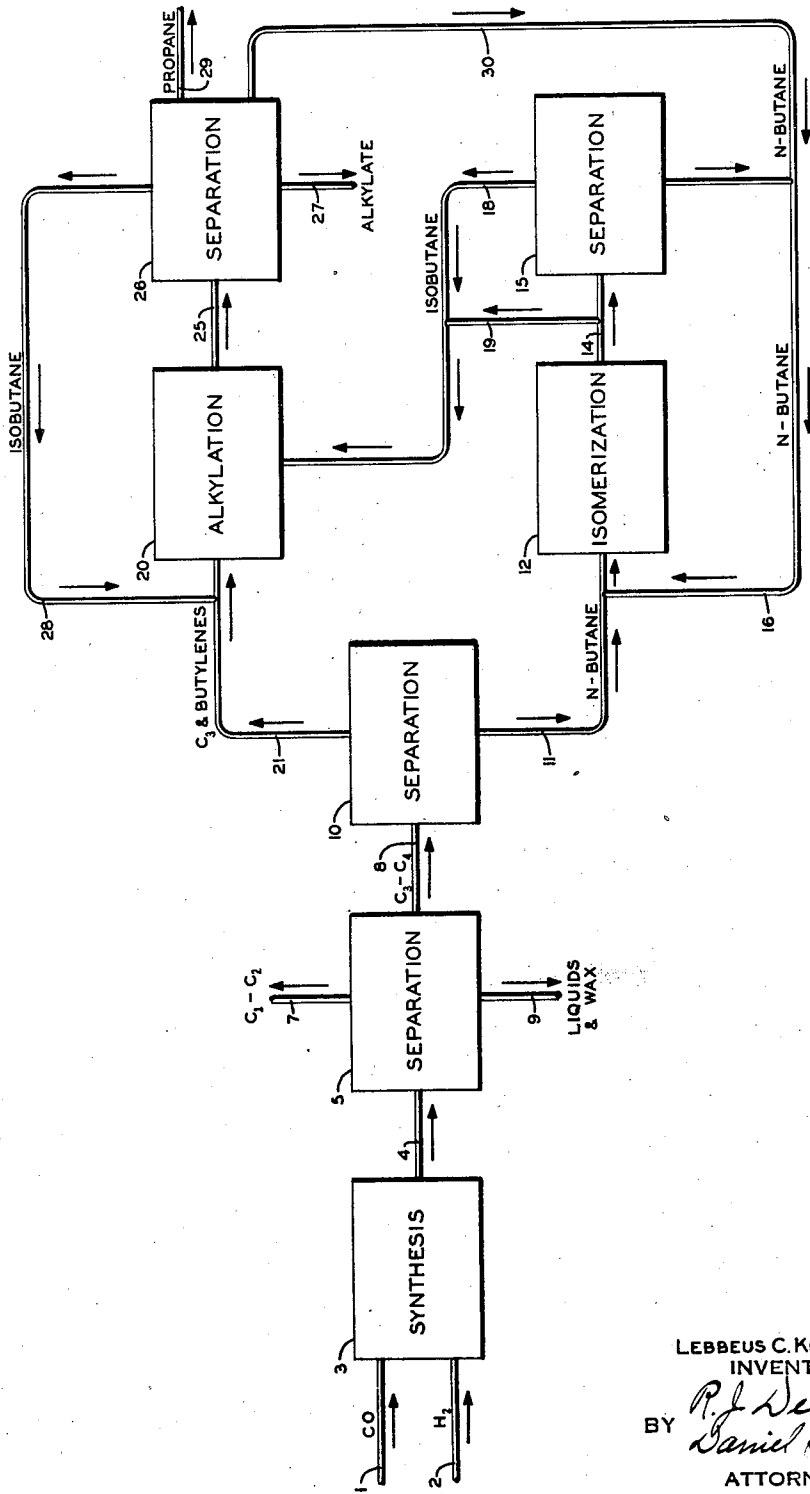 PROPANE
29
30
ISOBUTANE
28
26
SEPARATION
27
ALKYLATE
25
20
ALKYLATION
C₃ & BUTYLENES
21
ISOBUTANE
18
19
15
SEPARATION
14
12
ISOMERIZATION
N-BUTANE
N-BUTANE
N-BUTANE
16
11
10
SEPARATION
8
C₃-C₄
C₁-C₂
7
5
SEPARATION
9
LIQUIDS
& WAX
4
3
SYNTHESIS
CO
1
H₂
2
LEBBEUS C.
INVENT
BY R.J. De
Daniel
ATTORN